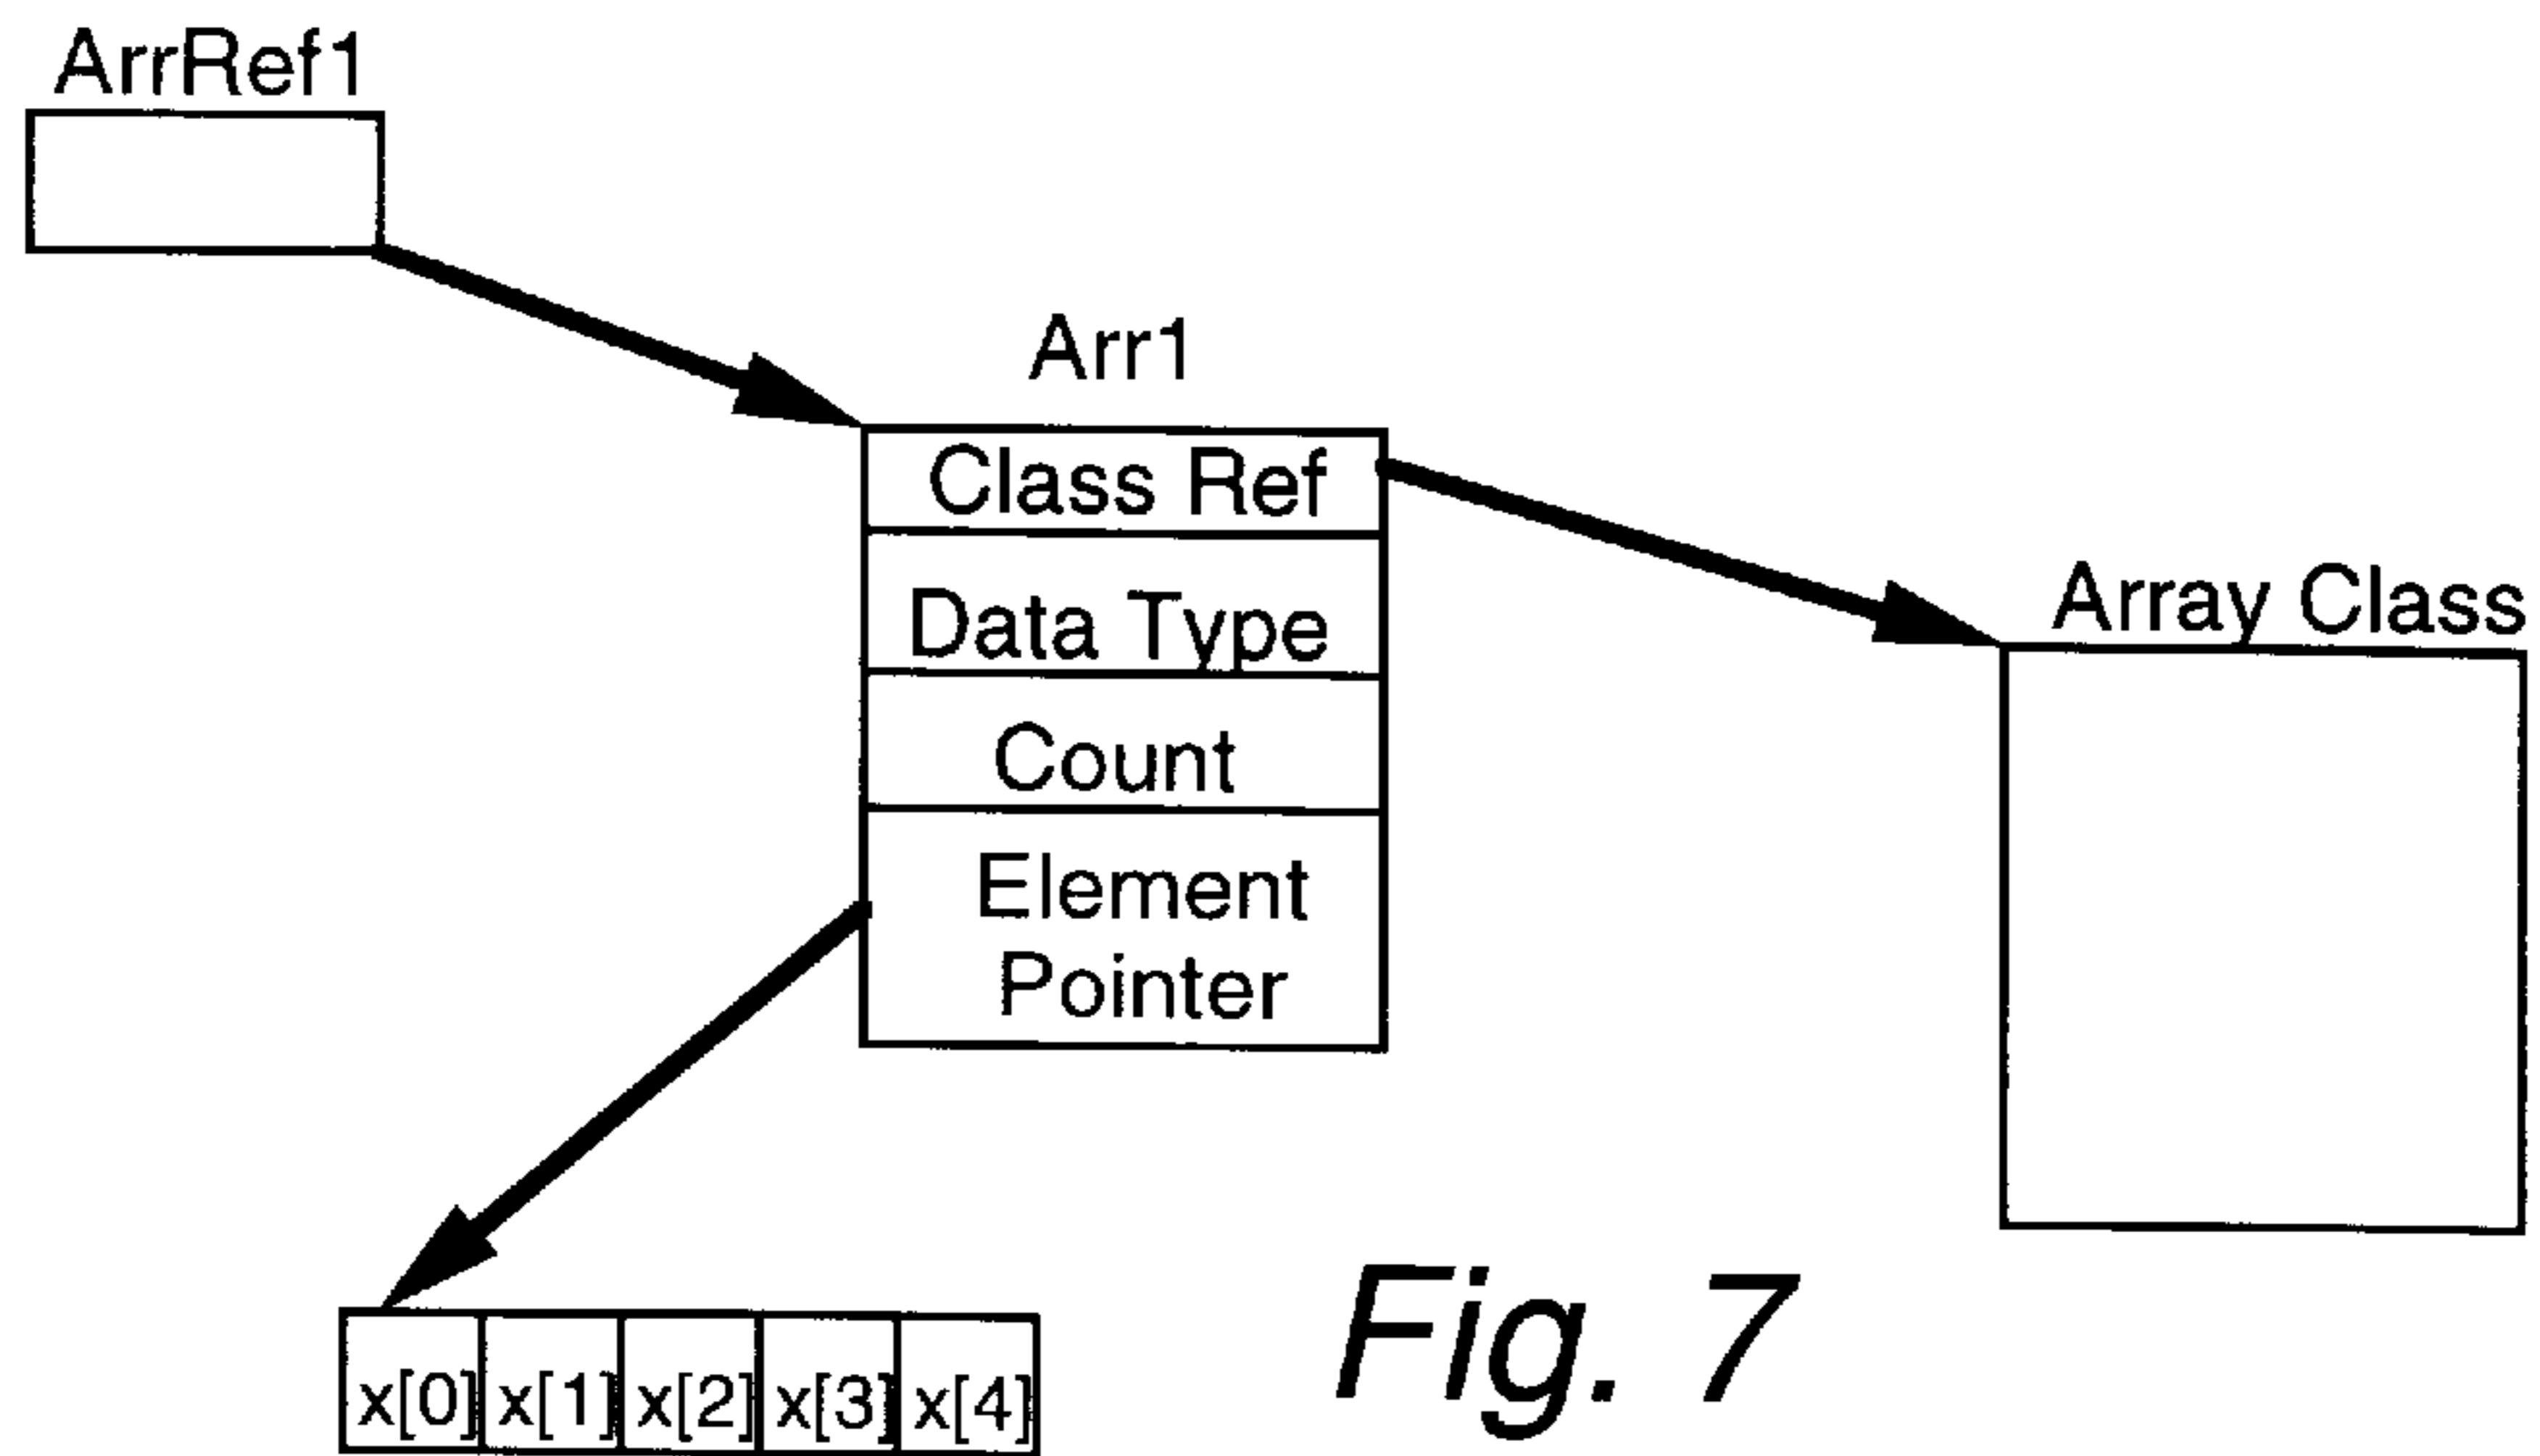 ArrRef1
Arr1
Class Ref
Data Type
Count
Element
Pointer
Array Class
x[0] x[1] x[2] x[3] x[4]
Fig. 7